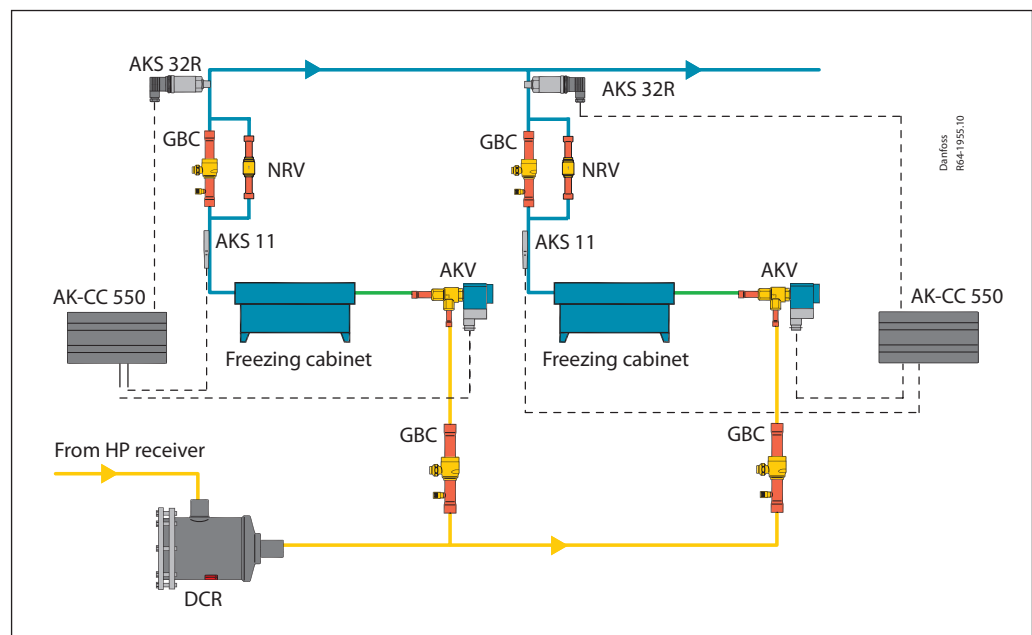 AKS 32R
AKS 32R
GBC
NRV
GBC
NRV
Danfoss
R64-1955.10
AKS 11
AKS 11
AKV
AKV
AK-CC 550
AK-CC 550
Freezing cabinet
Freezing cabinet
GBC
GBC
From HP receiver
DCR